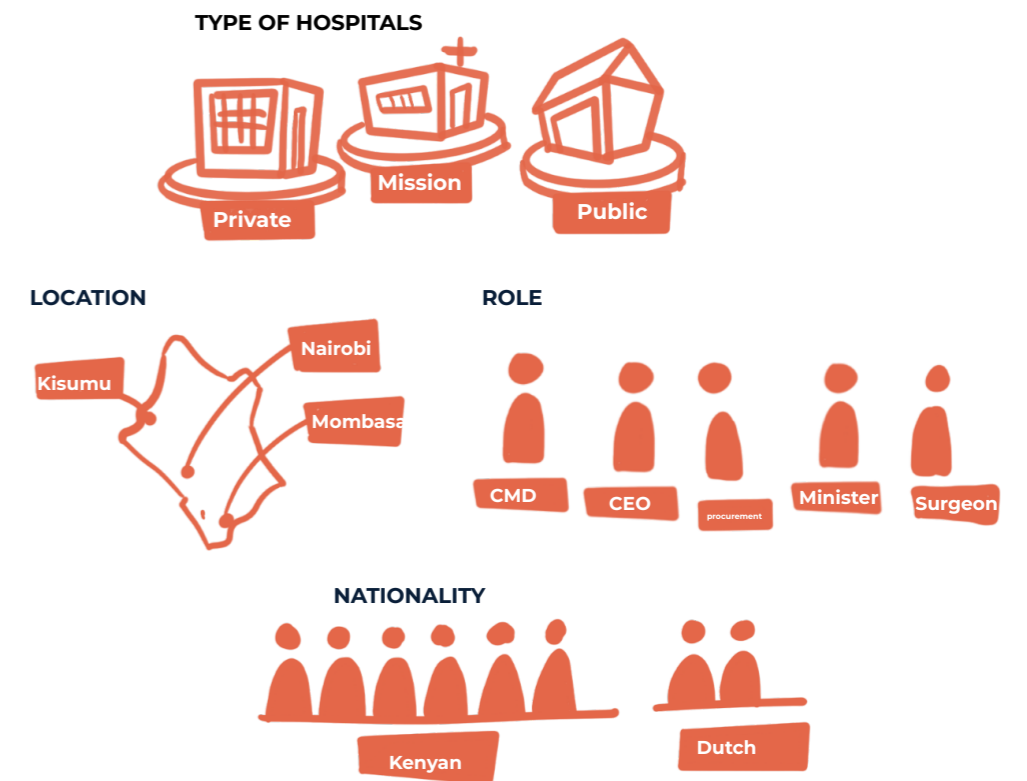 TYPE OF HOSPITALS
Private
Mission
Public
LOCATION
Kisumu
Nairobi
Mombasa
ROLE
CMD
CEO
procurement
Minister
Surgeon
NATIONALITY
Kenyan
Dutch